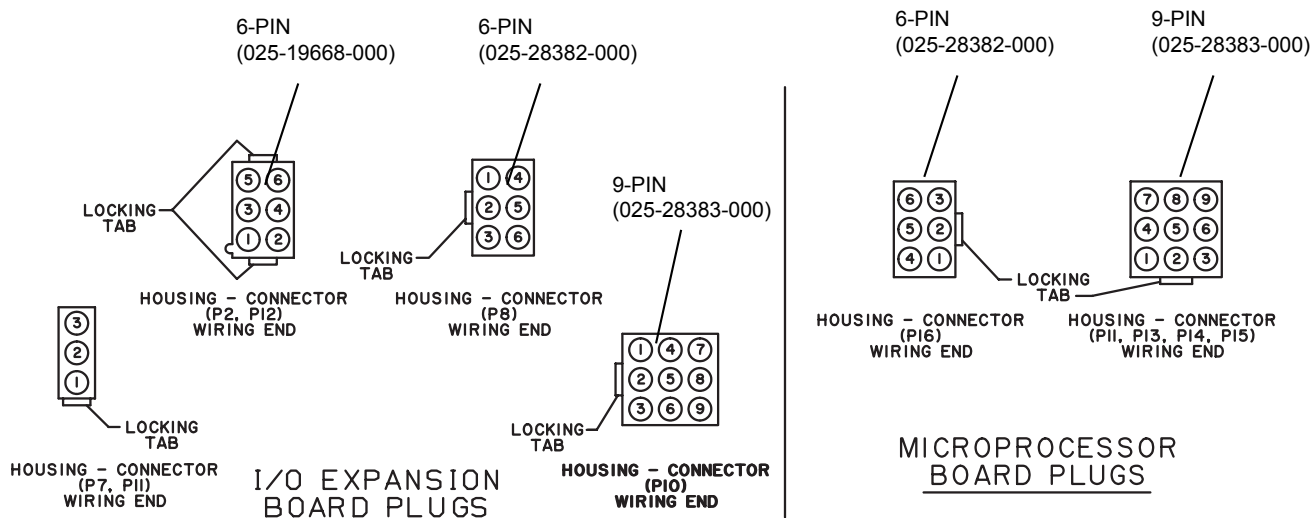 6-PIN
(025-19668-000)
5 6
3 4
1 2
LOCKING
TAB
HOUSING - CONNECTOR
(P2, P12)
WIRING END
6-PIN
(025-28382-000)
1 4
2 5
3 6
LOCKING
TAB
HOUSING - CONNECTOR
(P8)
WIRING END
3
2
1
LOCKING
TAB
HOUSING - CONNECTOR
(P7, P11)
WIRING END
9-PIN
(025-28383-000)
1 4 7
2 5 8
3 6 9
LOCKING
TAB
HOUSING - CONNECTOR
(P10)
WIRING END
I/O EXPANSION
BOARD PLUGS
6-PIN
(025-28382-000)
6 3
5 2
4 1
HOUSING - CONNECTOR
(P16)
WIRING END
9-PIN
(025-28383-000)
7 8 9
4 5 6
1 2 3
LOCKING
TAB
HOUSING - CONNECTOR
(P11, P13, P14, P15)
WIRING END
MICROPROCESSOR
BOARD PLUGS